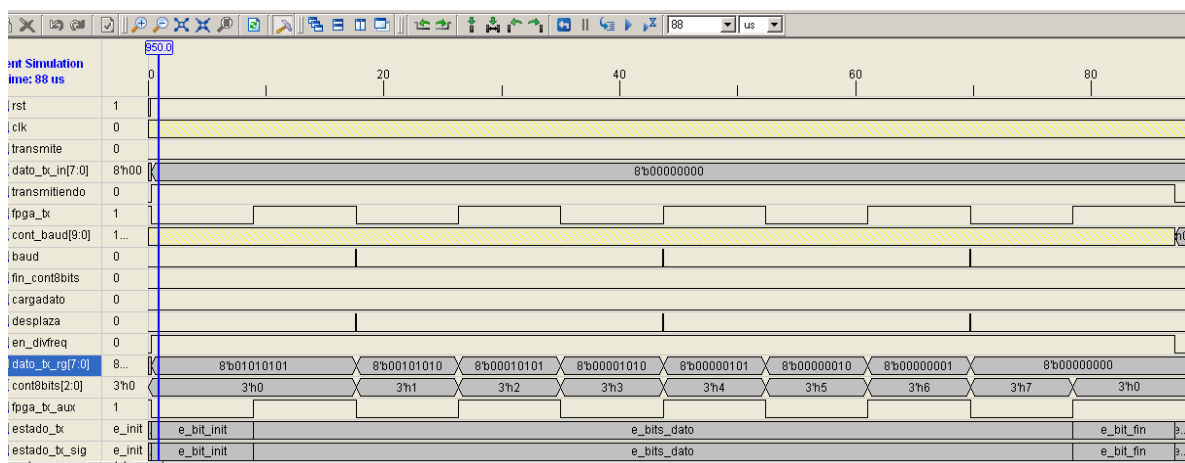 88 us
950.0
ent Simulation
ime: 88 us
0 20 40 60 80
rst 1
clk 0
transmite 0
dato_tx_in[7:0] 8'h00 8'b00000000
transmitiendo 0
fpga_tx 1
cont_baud[9:0] 1...
baud 0
fin_cont8bits 0
cargadato 0
desplaza 0
en_divfreq 0
dato_tx_rg[7:0] 8... 8'b01010101 8'b00101010 8'b00010101 8'b00001010 8'b00000101 8'b00000010 8'b00000001 8'b00000000
cont8bits[2:0] 3'h0 3'h0 3'h1 3'h2 3'h3 3'h4 3'h5 3'h6 3'h7 3'h0
fpga_tx_aux 1
estado_tx e_init e_bit_init e_bits_dato e_bit_fin
estado_tx_sig e_init e_bit_init e_bits_dato e_bit_fin e..